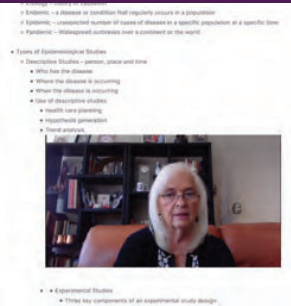 Endemic – a disease or condition that regularly occurs in a population
Epidemic – unexpected number of cases of disease in a specific population at a specific time
Pandemic – Widespread outbreaks over a continent or the world
• Types of Epidemiological Studies
Descriptive Studies – person, place and time
Who has the disease
Where the disease is occurring
When the disease is occurring
Use of descriptive studies
Health care planning
Hypothesis generation
Trend analysis
Experimental Studies
Three key components of an experimental study design